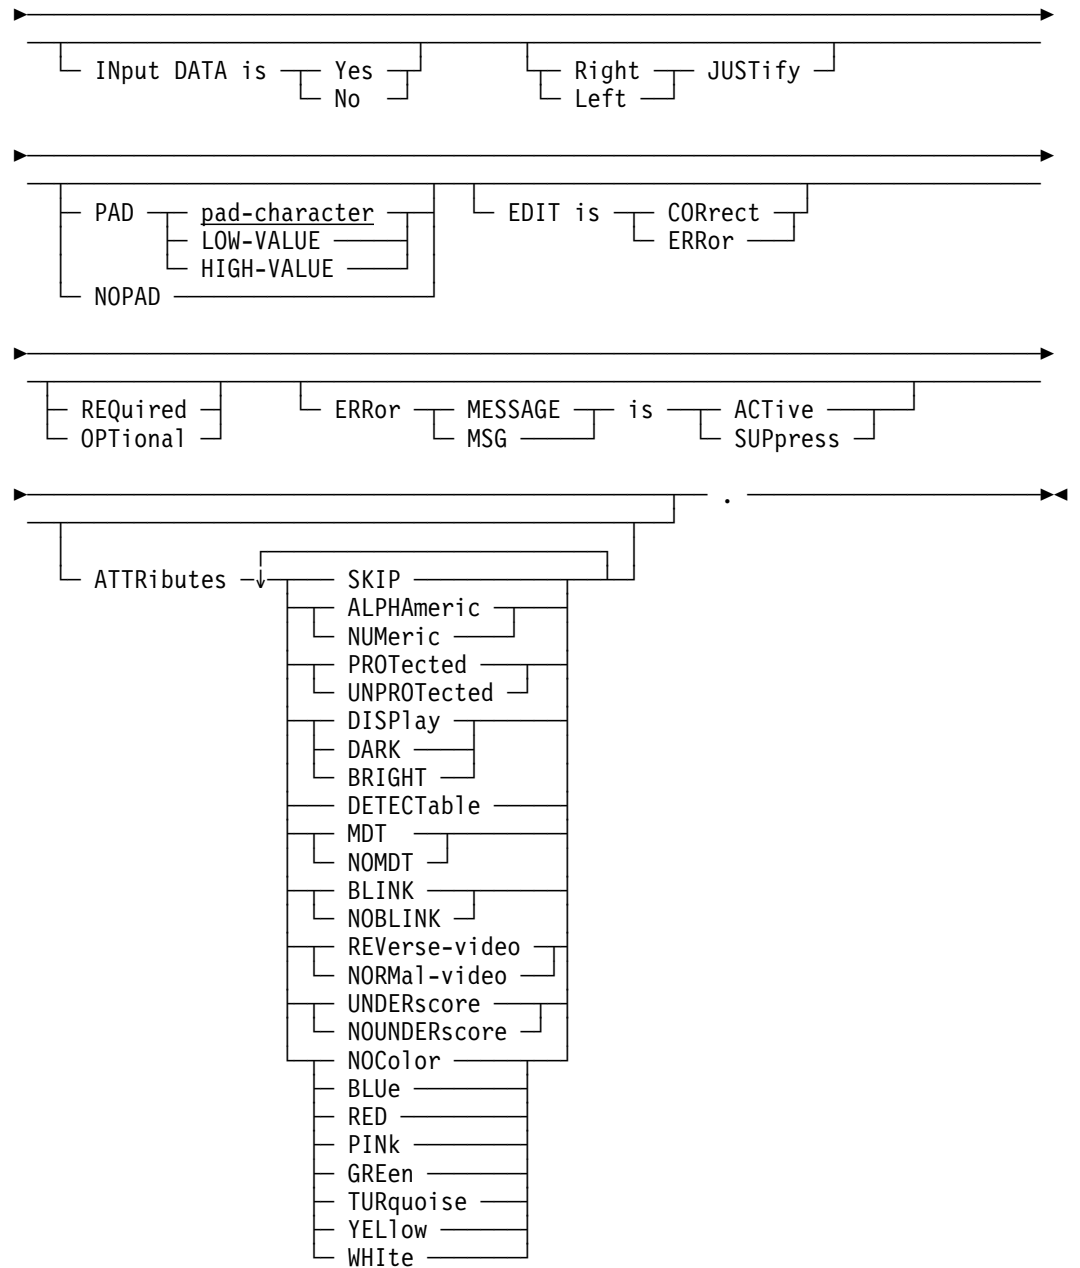 INput DATA is Yes Right JUSTify
No Left
PAD pad-character EDIT is CORrect
LOW-VALUE ERRor
HIGH-VALUE
NOPAD
REQuired ERRor MESSAGE is ACTive
OPTional MSG SUPpress
.
ATTRibutes SKIP
ALPHAmeric
NUMeric
PROTected
UNPROTected
DISPlay
DARK
BRIGHT
DETECTable
MDT
NOMDT
BLINK
NOBLINK
REVerse-video
NORMal-video
UNDERscore
NOUNDERscore
NOColor
BLUe
RED
PINk
GREen
TURquoise
YELlow
WHIte